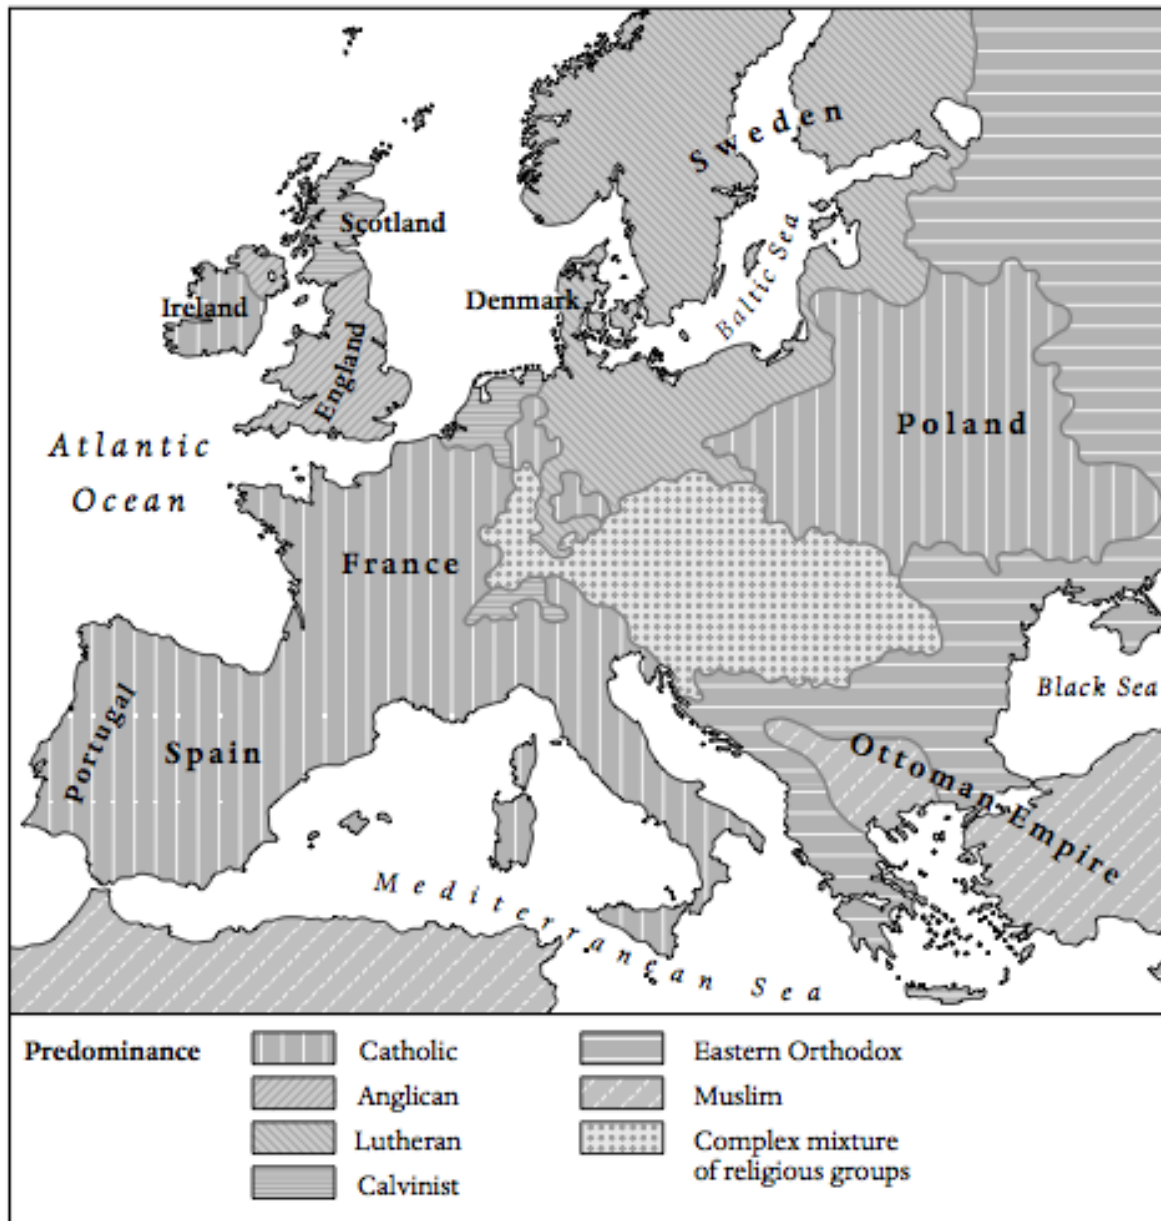 Sweden
Scotland
Ireland
Denmark
Baltic Sea
England
Poland
Atlantic
Ocean
France
Black Sea
Portugal
Spain
Ottoman Empire
Mediterranean Sea
Predominance
Catholic
Anglican
Lutheran
Calvinist
Eastern Orthodox
Muslim
Complex mixture
of religious groups